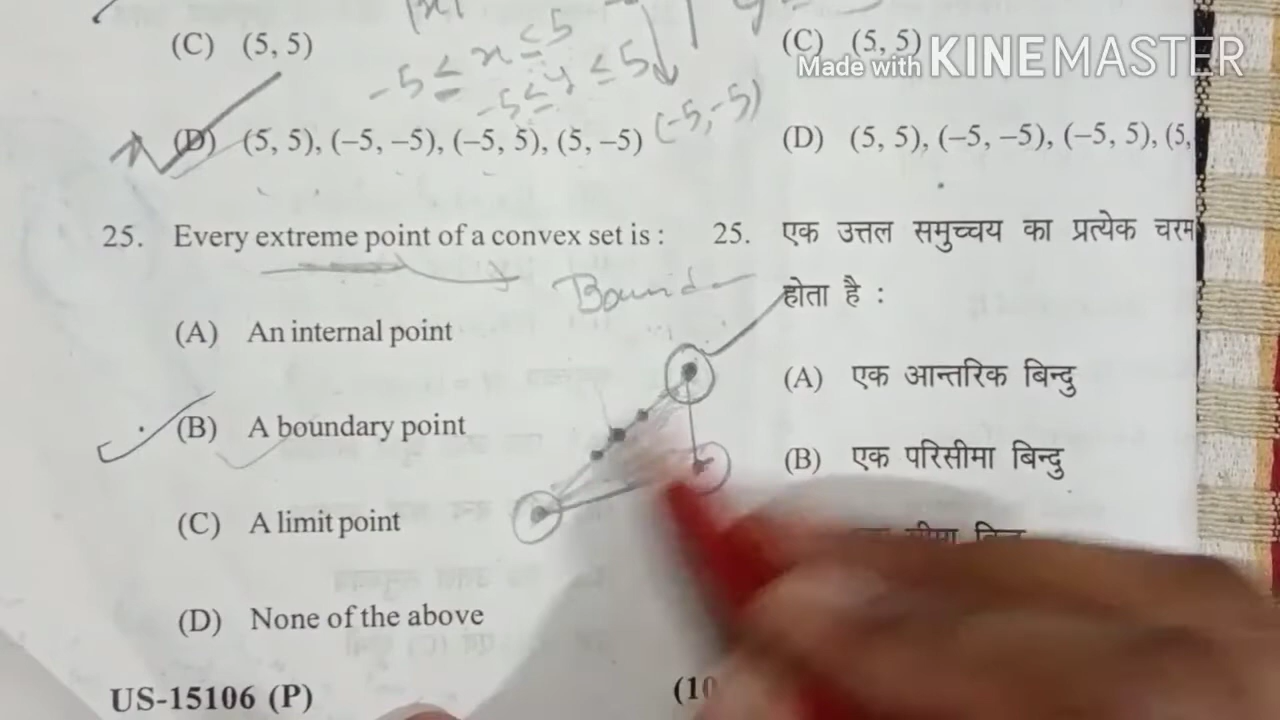 (C) (5, 5)
-5 ≤ x ≤ 5
-5 ≤ y ≤ 5
(D) (5, 5), (−5, −5), (−5, 5), (5, −5)
(-5,-5)
25. Every extreme point of a convex set is :
Bound
(A) An internal point
(B) A boundary point
(C) A limit point
(D) None of the above
US-15106 (P)
(10
(C) (5, 5)
Made with KINEMASTER
(D) (5, 5), (−5, −5), (−5, 5), (5,
25. एक उत्तल समुच्चय का प्रत्येक चरम
होता है :
(A) एक आन्तरिक बिन्दु
(B) एक परिसीमा बिन्दु